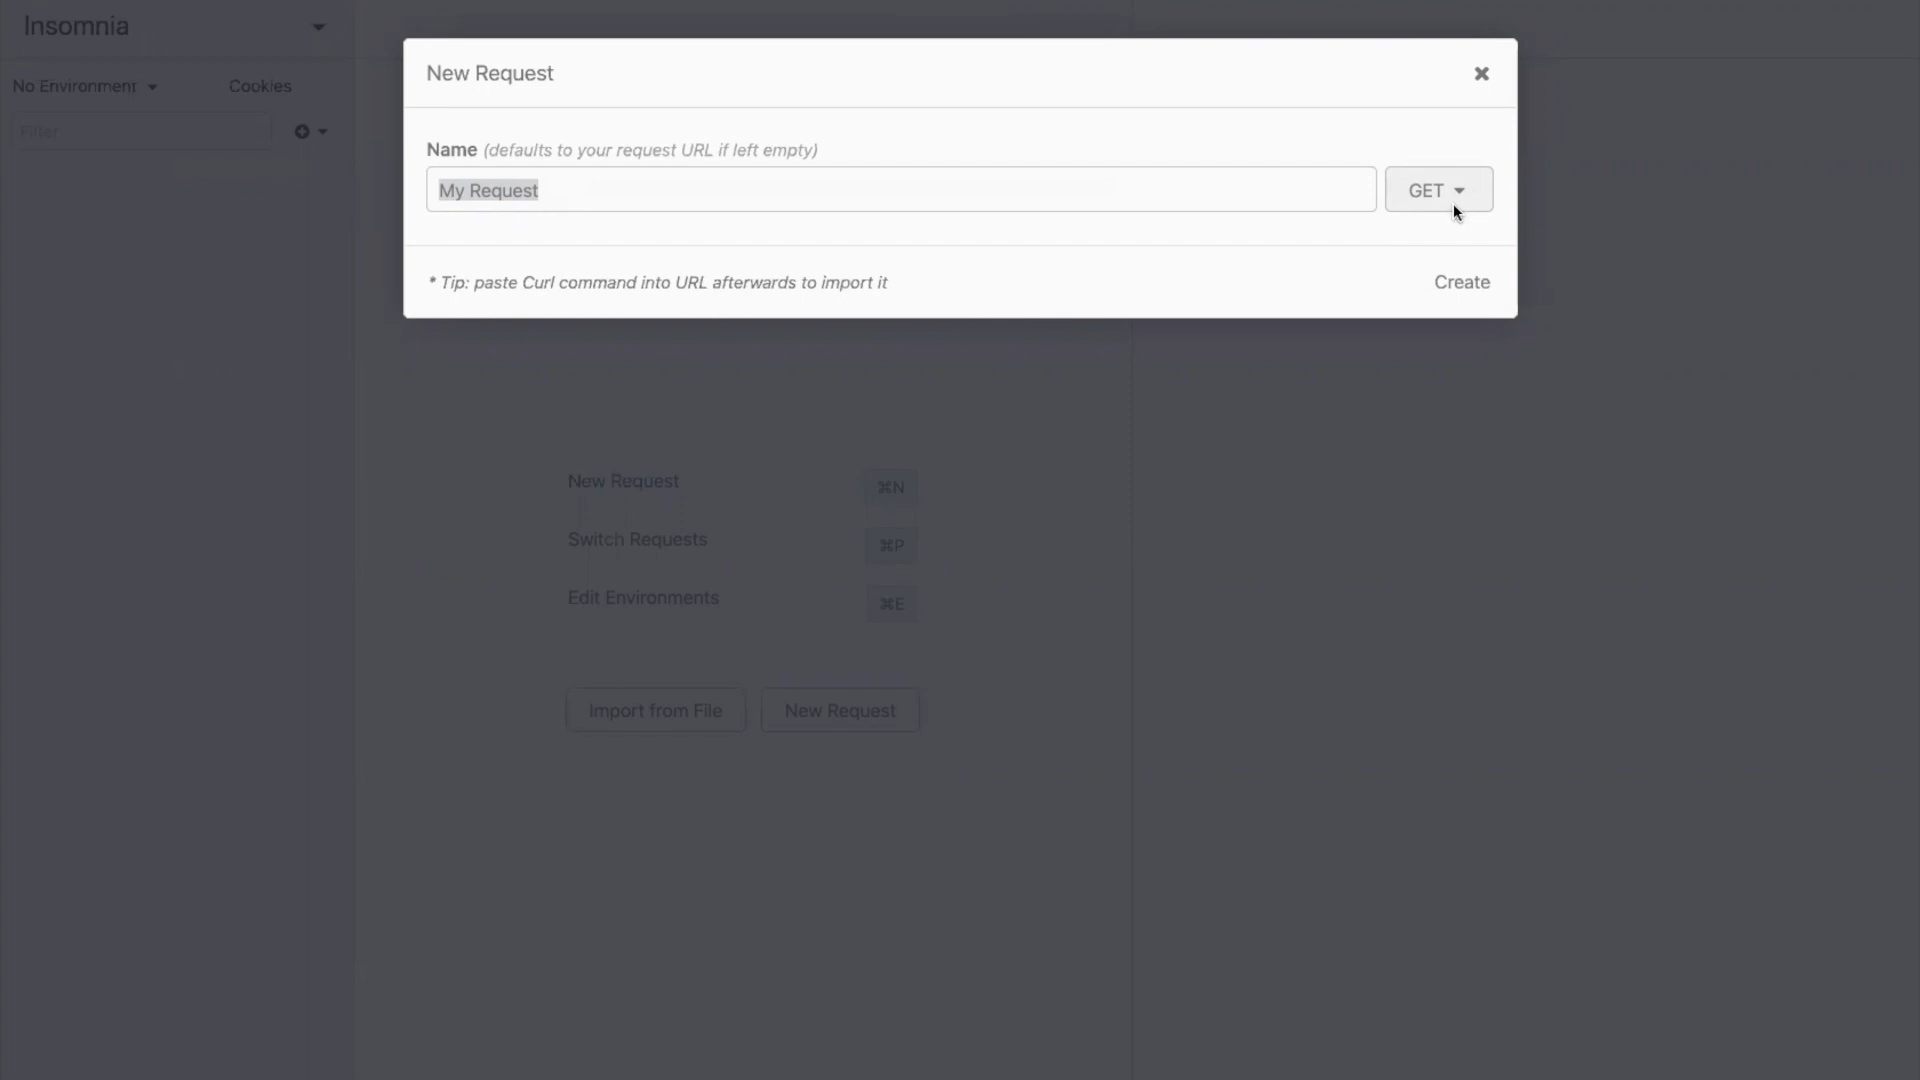 Insomnia
No Environment
Cookies
Filter
New Request
Name (defaults to your request URL if left empty)
My Request
GET
* Tip: paste Curl command into URL afterwards to import it
Create
New Request ⌘N
Switch Requests ⌘P
Edit Environments ⌘E
Import from File
New Request